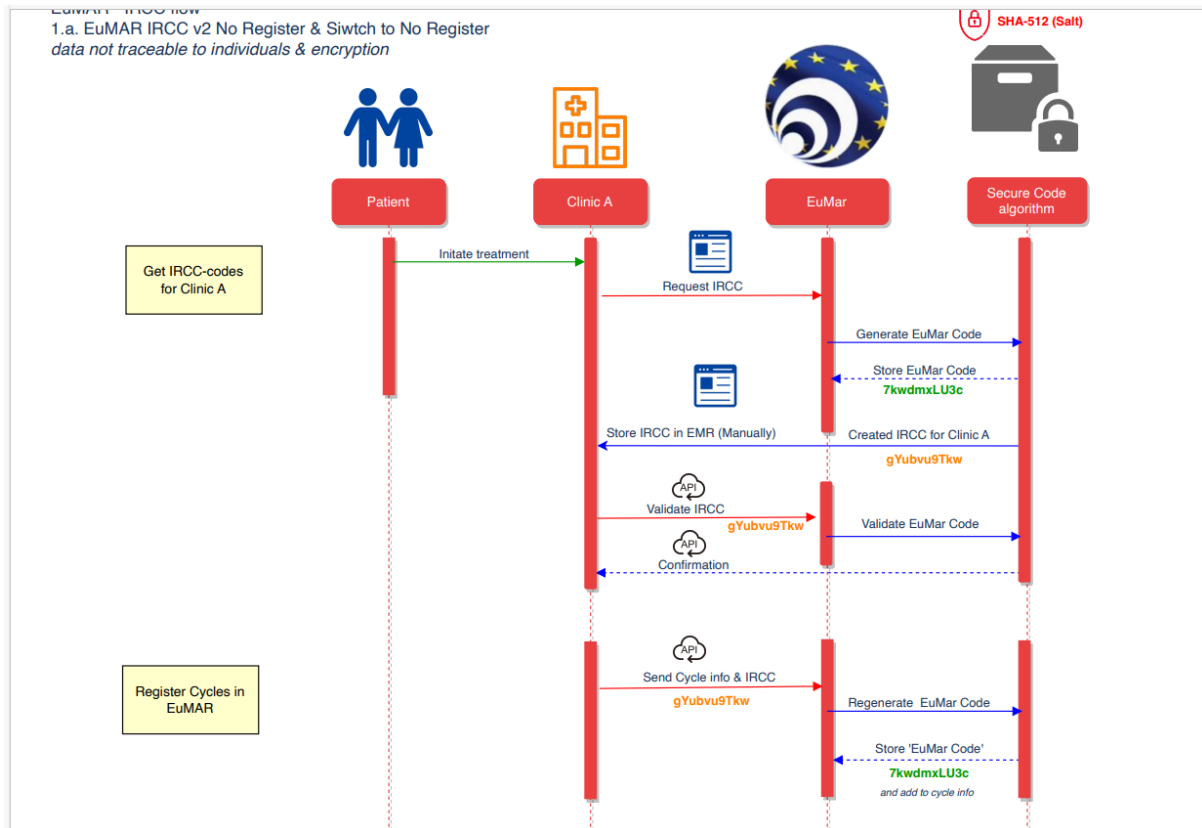 EuMAR - IRCC flow
1.a. EuMAR IRCC v2 No Register & Siwtch to No Register
data not traceable to individuals & encryption
SHA-512 (Salt)
Patient
Clinic A
EuMar
Secure Code
algorithm
Get IRCC-codes
for Clinic A
Initate treatment
Request IRCC
Generate EuMar Code
Store EuMar Code
7kwdmxLU3c
Store IRCC in EMR (Manually)
Created IRCC for Clinic A
gYubvu9Tkw
API
Validate IRCC
gYubvu9Tkw
Validate EuMar Code
API
Confirmation
Register Cycles in
EuMAR
API
Send Cycle info & IRCC
gYubvu9Tkw
Regenerate EuMar Code
Store 'EuMar Code'
7kwdmxLU3c
and add to cycle info